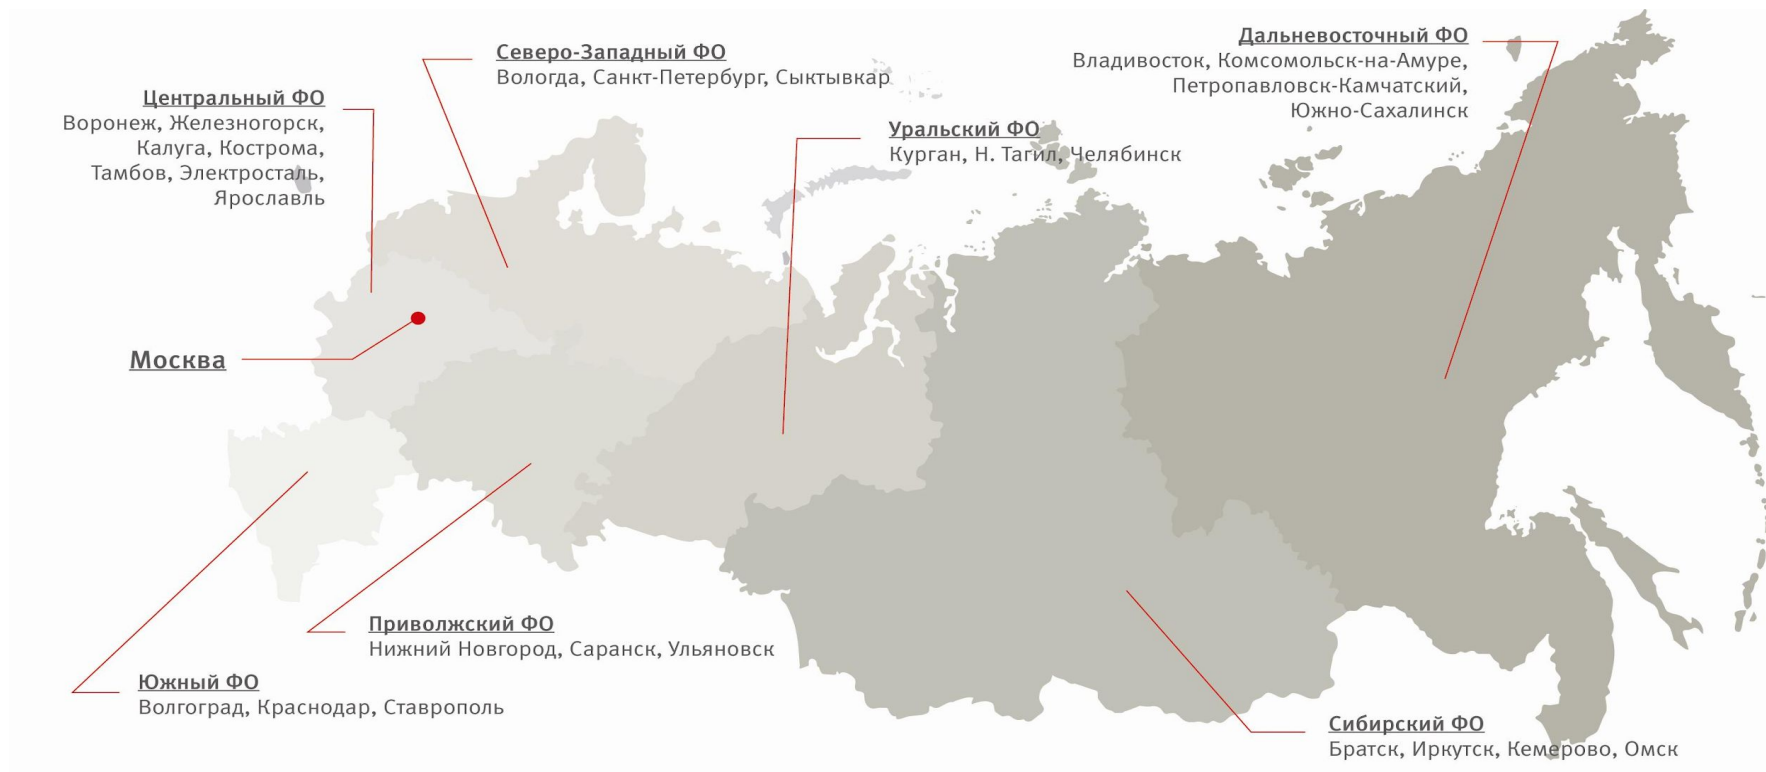 Северо-Западный ФО
Вологда, Санкт-Петербург, Сыктывкар
Дальневосточный ФО
Владивосток, Комсомольск-на-Амуре,
Петропавловск-Камчатский,
Южно-Сахалинск
Центральный ФО
Воронеж, Железногорск,
Калуга, Кострома,
Тамбов, Электросталь,
Ярославль
Уральский ФО
Курган, Н. Тагил, Челябинск
Москва
Приволжский ФО
Нижний Новгород, Саранск, Ульяновск
Южный ФО
Волгоград, Краснодар, Ставрополь
Сибирский ФО
Братск, Иркутск, Кемерово, Омск